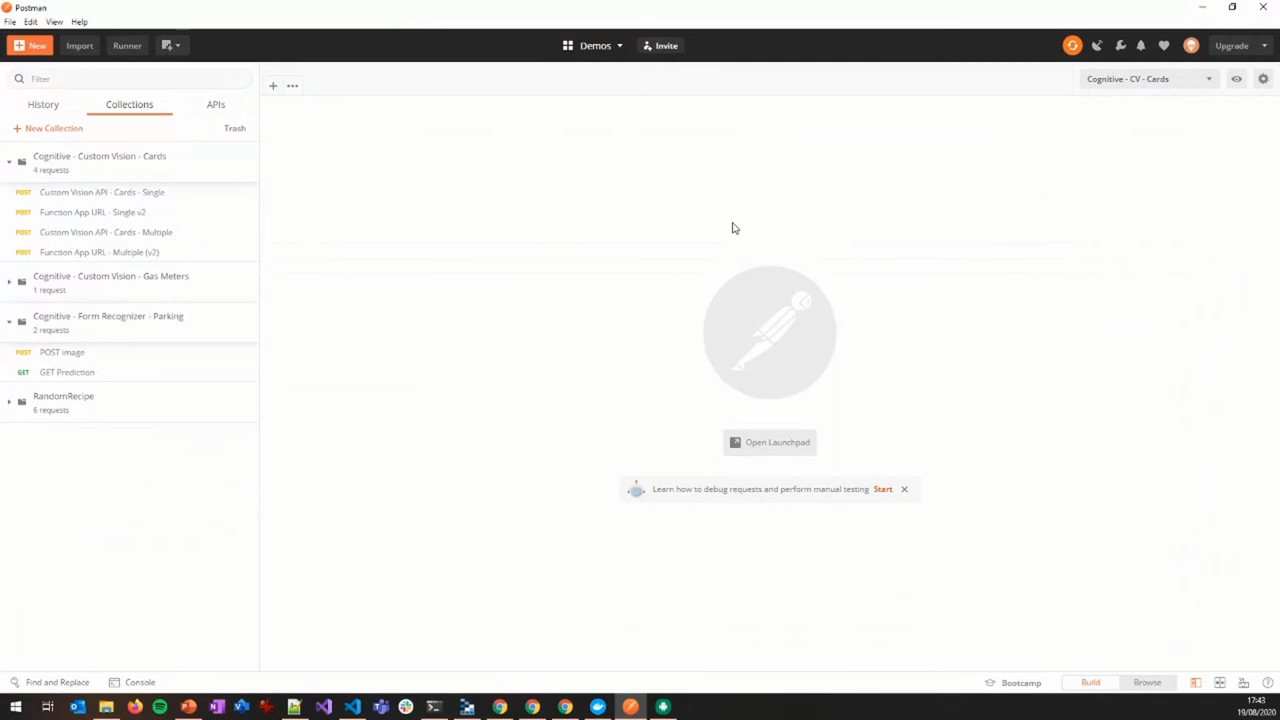 Postman
File Edit View Help
New Import Runner Demos Invite Upgrade
Filter
Cognitive - CV - Cards
History Collections APIs
New Collection Trash
Cognitive - Custom Vision - Cards
4 requests
POST Custom Vision API - Cards - Single
POST Function App URL - Single v2
POST Custom Vision API - Cards - Multiple
POST Function App URL - Multiple (v2)
Cognitive - Custom Vision - Gas Meters
1 request
Cognitive - Form Recognizer - Parking
2 requests
POST POST image
GET GET Prediction
RandomRecipe
6 requests
Open Launchpad
Learn how to debug requests and perform manual testing Start
Find and Replace Console Bootcamp Build Browse
17:43
19/08/2020